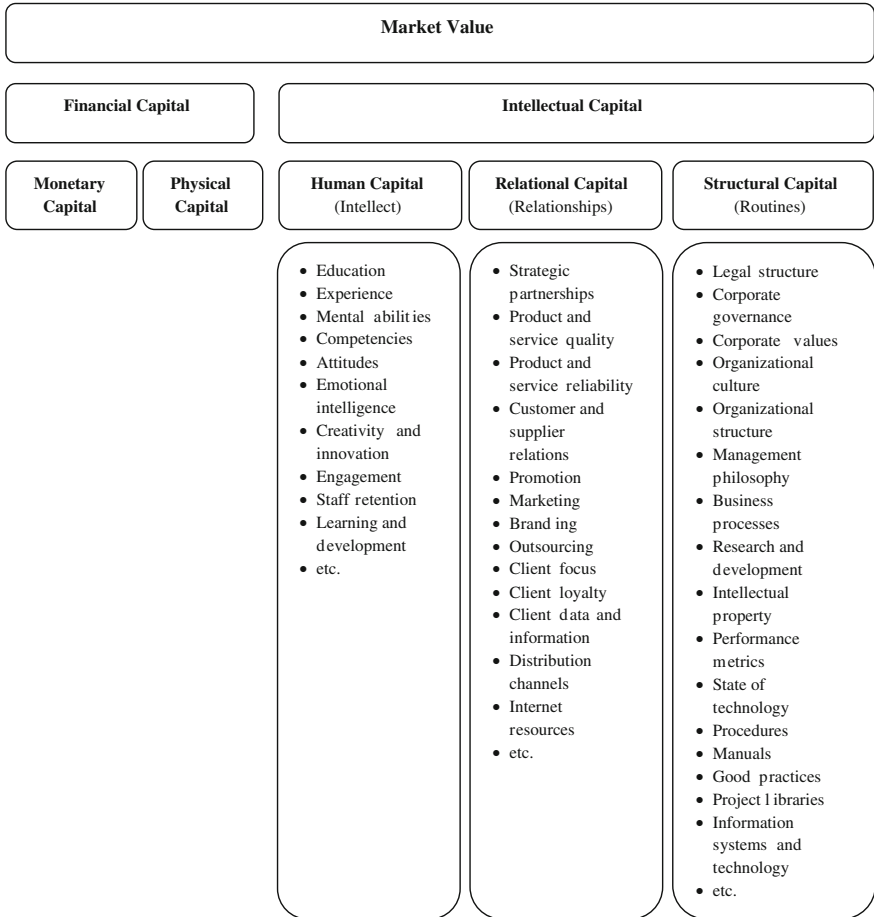 Market Value
Financial Capital
Intellectual Capital
Monetary
Capital
Physical
Capital
Human Capital
(Intellect)
Relational Capital
(Relationships)
Structural Capital
(Routines)
• Education
• Experience
• Mental abilities
• Competencies
• Attitudes
• Emotional
intelligence
• Creativity and
innovation
• Engagement
• Staff retention
• Learning and
development
• etc.
• Strategic
partnerships
• Product and
service quality
• Product and
service reliability
• Customer and
supplier
relations
• Promotion
• Marketing
• Branding
• Outsourcing
• Client focus
• Client loyalty
• Client data and
information
• Distribution
channels
• Internet
resources
• etc.
• Legal structure
• Corporate
governance
• Corporate values
• Organizational
culture
• Organizational
structure
• Management
philosophy
• Business
processes
• Research and
development
• Intellectual
property
• Performance
metrics
• State of
technology
• Procedures
• Manuals
• Good practices
• Project libraries
• Information
systems and
technology
• etc.